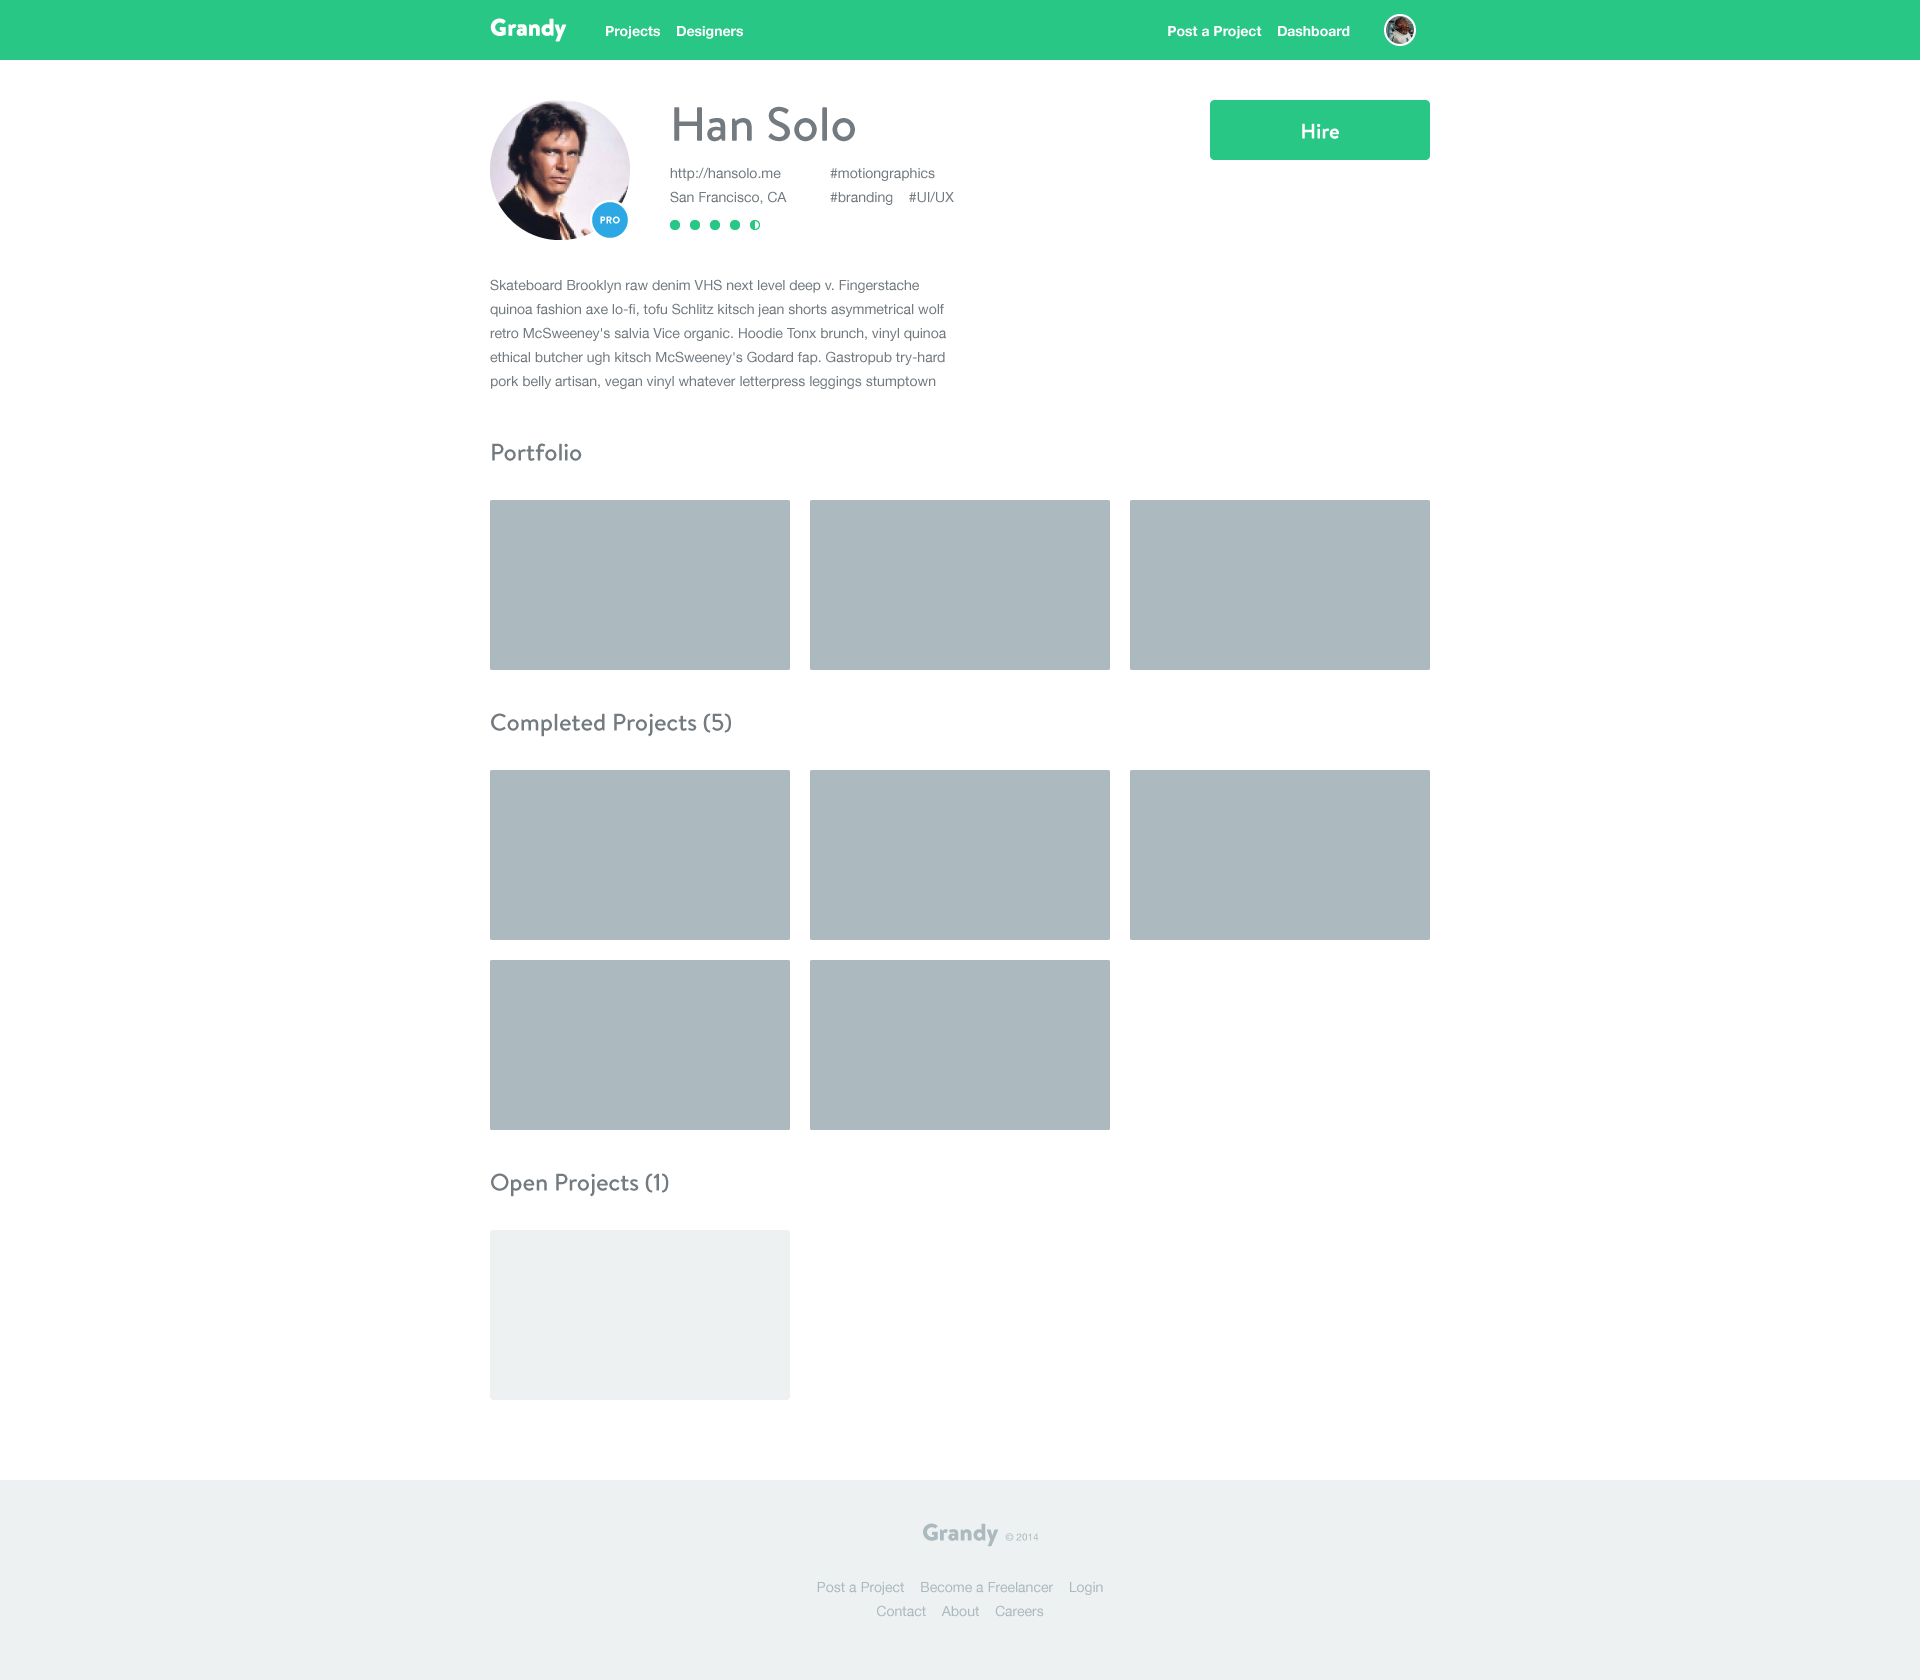 Grandy Projects Designers Post a Project Dashboard
Han Solo
Hire
http://hansolo.me #motiongraphics
San Francisco, CA #branding #UI/UX
PRO
Skateboard Brooklyn raw denim VHS next level deep v. Fingerstache
quinoa fashion axe lo-fi, tofu Schlitz kitsch jean shorts asymmetrical wolf
retro McSweeney's salvia Vice organic. Hoodie Tonx brunch, vinyl quinoa
ethical butcher ugh kitsch McSweeney's Godard fap. Gastropub try-hard
pork belly artisan, vegan vinyl whatever letterpress leggings stumptown
Portfolio
Completed Projects (5)
Open Projects (1)
Grandy © 2014
Post a Project Become a Freelancer Login
Contact About Careers